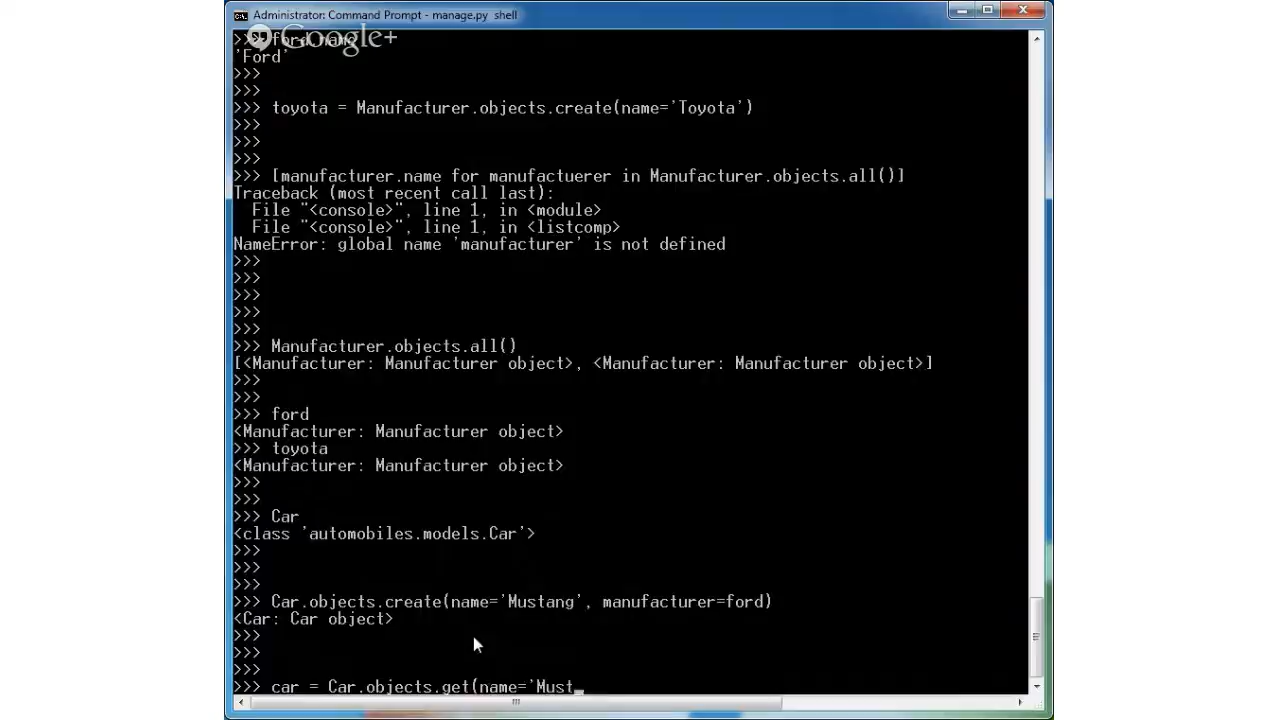 Administrator: Command Prompt - manage.py  shell
>>> ford.name
Google+
'Ford'
>>>
>>>
>>> toyota = Manufacturer.objects.create(name='Toyota')
>>>
>>>
>>>
>>> [manufacturer.name for manufactuerer in Manufacturer.objects.all()]
Traceback (most recent call last):
  File "<console>", line 1, in <module>
  File "<console>", line 1, in <listcomp>
NameError: global name 'manufacturer' is not defined
>>>
>>>
>>>
>>>
>>>
>>> Manufacturer.objects.all()
[<Manufacturer: Manufacturer object>, <Manufacturer: Manufacturer object>]
>>>
>>>
>>> ford
<Manufacturer: Manufacturer object>
>>> toyota
<Manufacturer: Manufacturer object>
>>>
>>>
>>> Car
<class 'automobiles.models.Car'>
>>>
>>>
>>>
>>> Car.objects.create(name='Mustang', manufacturer=ford)
<Car: Car object>
>>>
>>>
>>>
>>> car = Car.objects.get(name='Must_